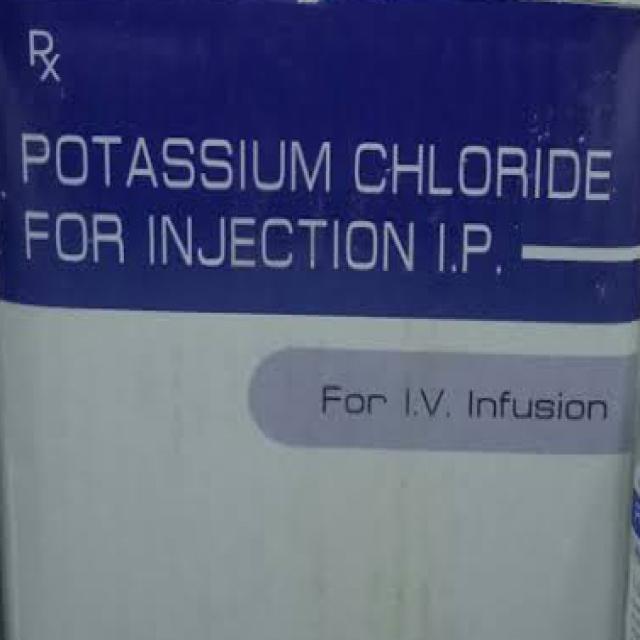 Rx
POTASSIUM CHLORIDE
FOR INJECTION I.P.
For I.V. Infusion